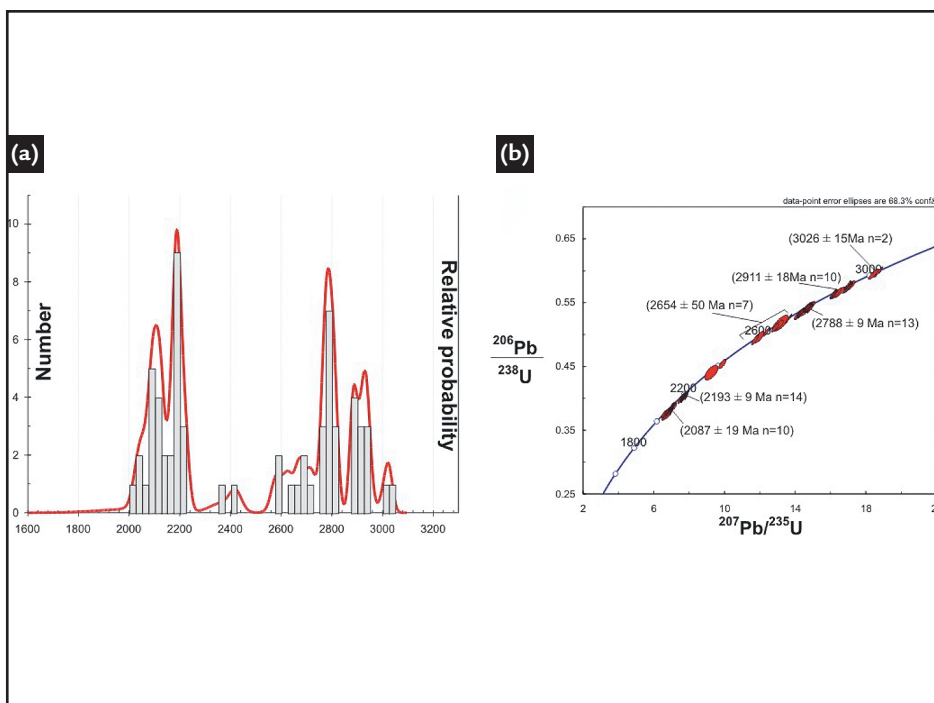 (a)
10
8
6
4
2
0
Number
Relative probability
1600 1800 2000 2200 2400 2600 2800 3000 3200
(b)
data-point error ellipses are 68.3% confi
0.65
0.55
0.45
0.35
0.25
206Pb
238U
(3026 ± 15Ma n=2)
3000
(2911 ± 18Ma n=10)
(2654 ± 50 Ma n=7)
2600
(2788 ± 9 Ma n=13)
2200
(2193 ± 9 Ma n=14)
(2087 ± 19 Ma n=10)
1800
2 6 10 14 18
207Pb/235U